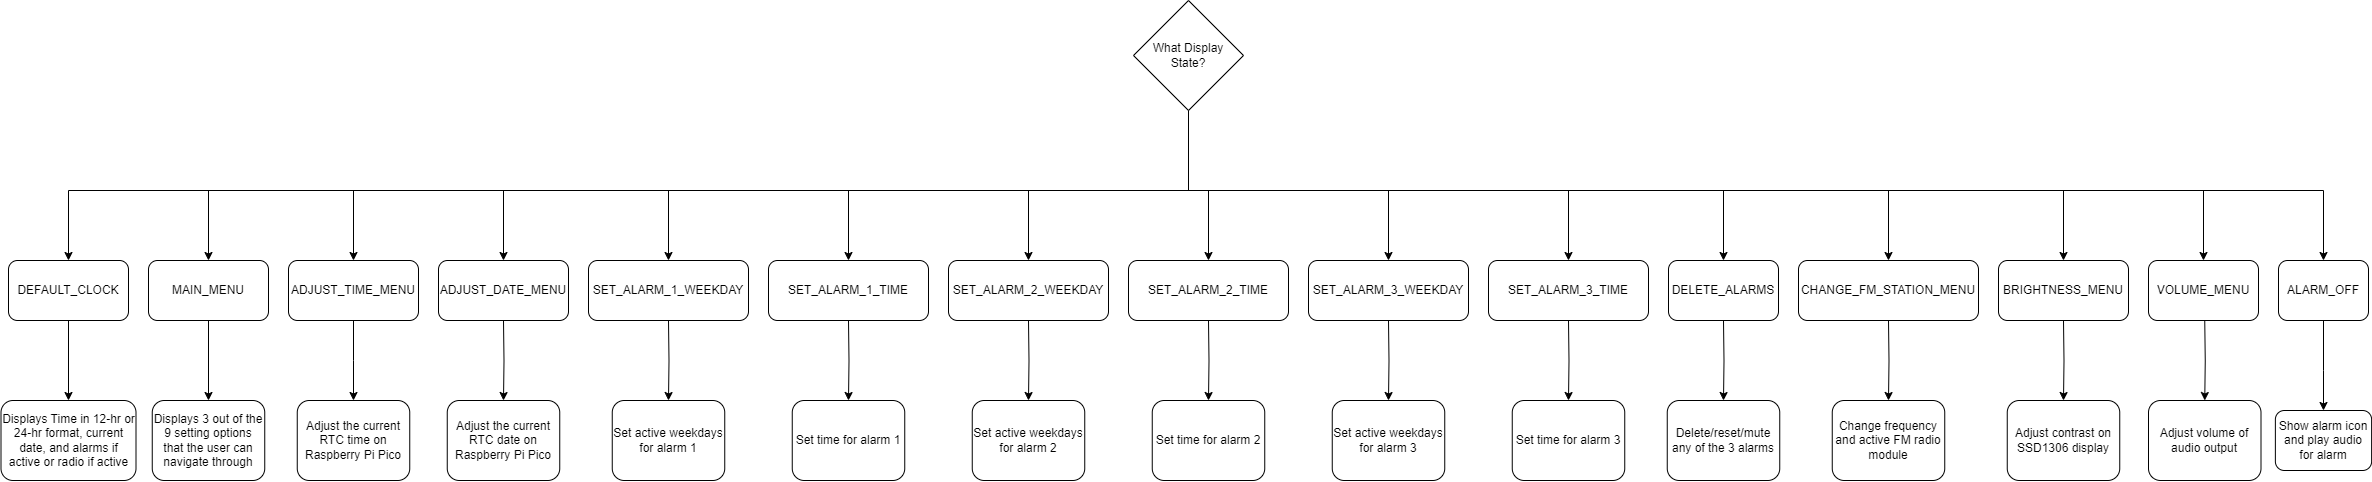 What Display
State?
DEFAULT_CLOCK
MAIN_MENU
ADJUST_TIME_MENU
ADJUST_DATE_MENU
SET_ALARM_1_WEEKDAY
SET_ALARM_1_TIME
SET_ALARM_2_WEEKDAY
SET_ALARM_2_TIME
SET_ALARM_3_WEEKDAY
SET_ALARM_3_TIME
DELETE_ALARMS
CHANGE_FM_STATION_MENU
BRIGHTNESS_MENU
VOLUME_MENU
ALARM_OFF
Displays Time in 12-hr or
24-hr format, current
date, and alarms if
active or radio if active
Displays 3 out of the
9 setting options
that the user can
navigate through
Adjust the current
RTC time on
Raspberry Pi Pico
Adjust the current
RTC date on
Raspberry Pi Pico
Set active weekdays
for alarm 1
Set time for alarm 1
Set active weekdays
for alarm 2
Set time for alarm 2
Set active weekdays
for alarm 3
Set time for alarm 3
Delete/reset/mute
any of the 3 alarms
Change frequency
and active FM radio
module
Adjust contrast on
SSD1306 display
Adjust volume of
audio output
Show alarm icon
and play audio
for alarm